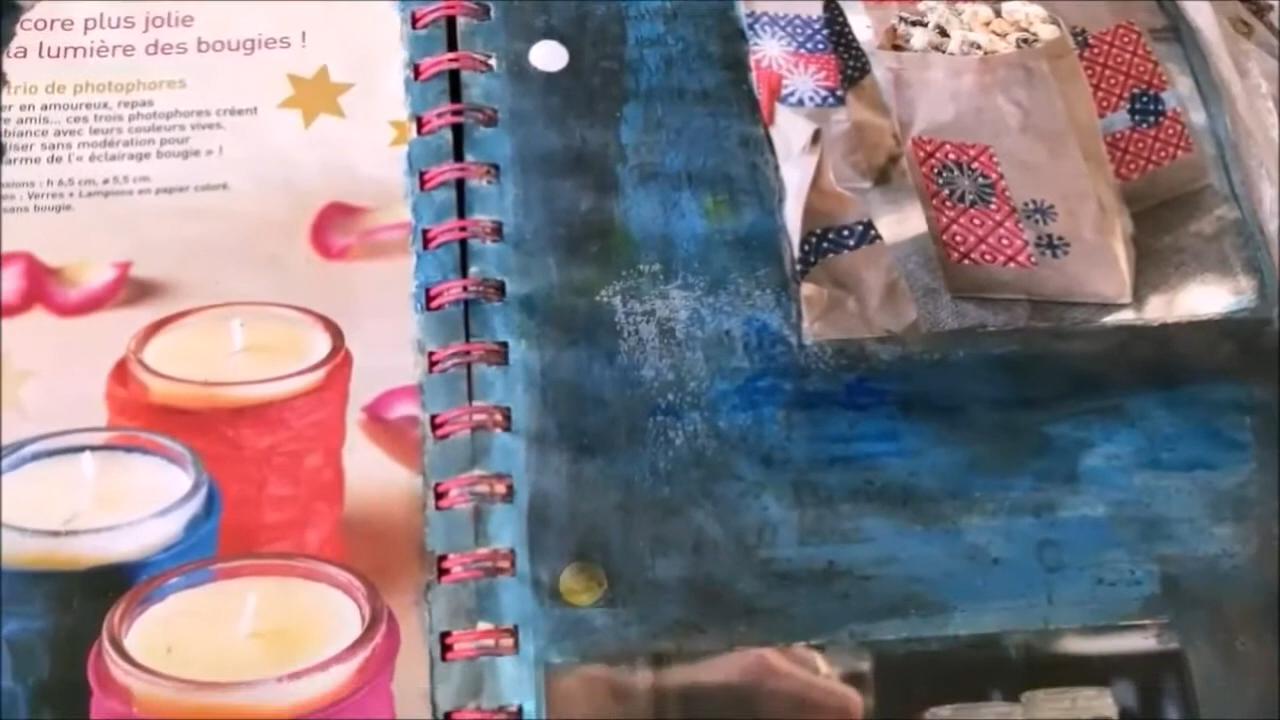 core plus jolie
la lumière des bougies !
trio de photophores
er en amoureux, repas
re amis... ces trois photophores créent
biance avec leurs couleurs vives,
liser sans modération pour
arme de l'« éclairage bougie » !
sions : h 6,5 cm, ø 5,5 cm.
es : Verres + Lampions en papier coloré.
sans bougie.